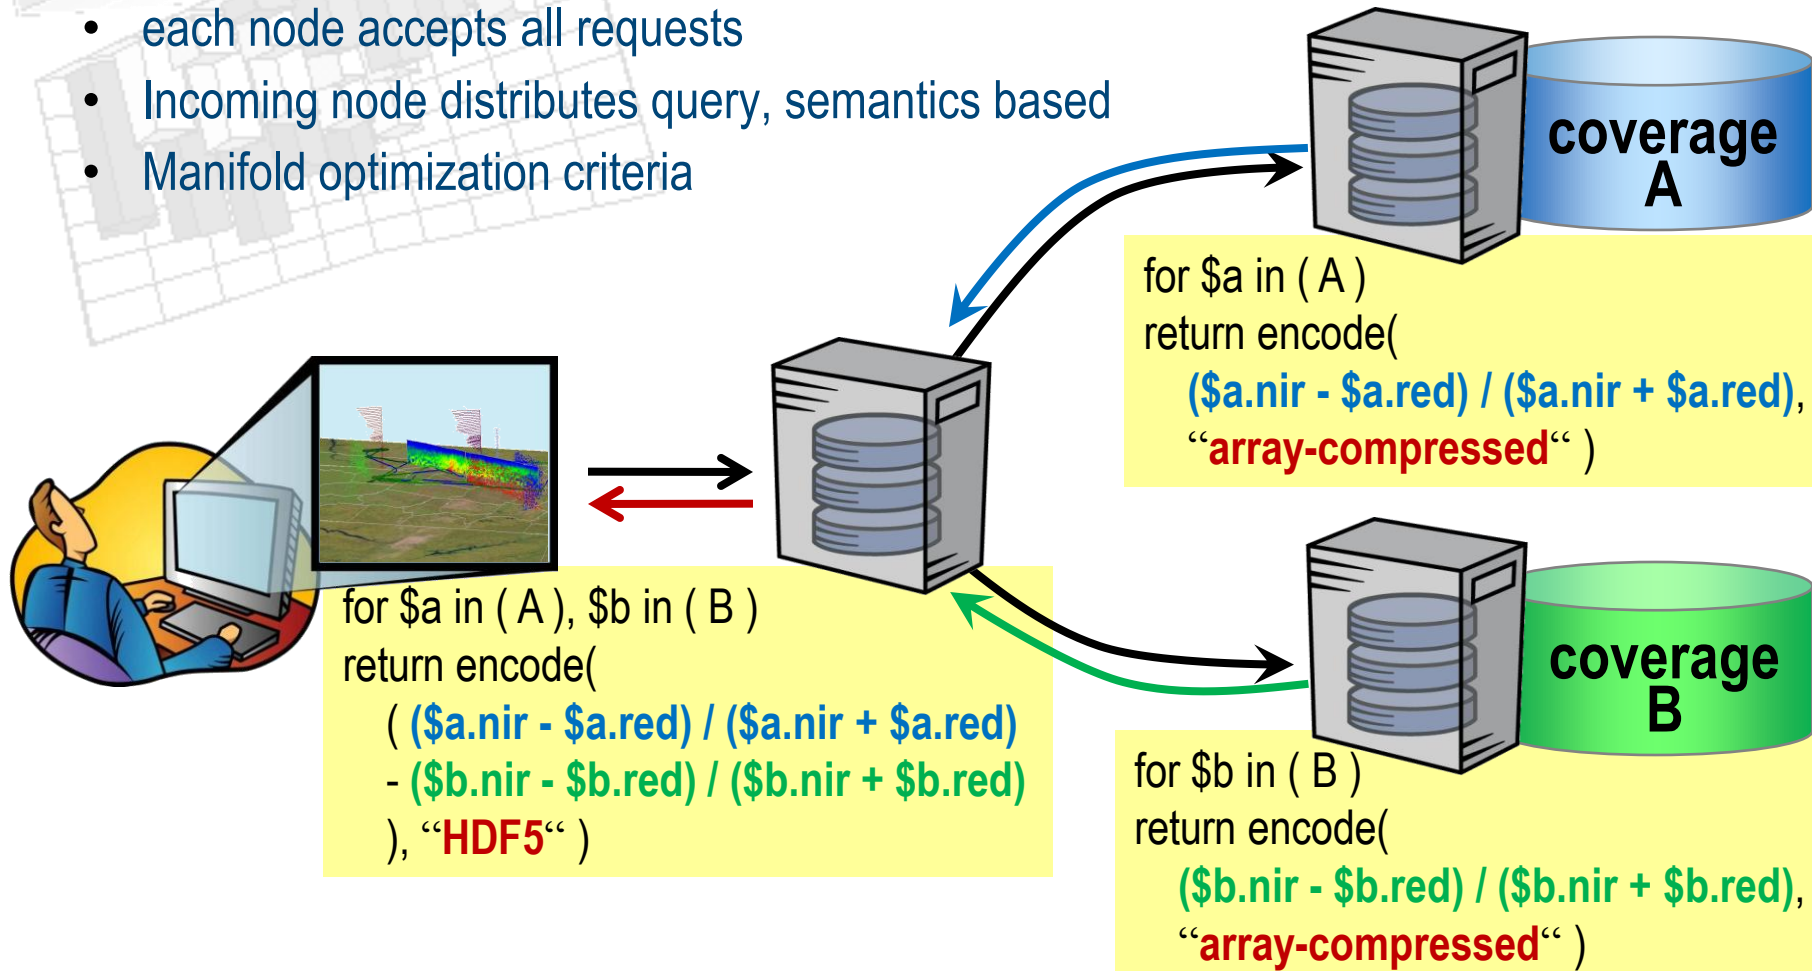 • each node accepts all requests
• Incoming node distributes query, semantics based
• Manifold optimization criteria
coverage
A
for $a in ( A )
return encode(
($a.nir - $a.red) / ($a.nir + $a.red),
“array-compressed“ )
for $a in ( A ), $b in ( B )
return encode(
( ($a.nir - $a.red) / ($a.nir + $a.red)
- ($b.nir - $b.red) / ($b.nir + $b.red)
), “HDF5“ )
coverage
B
for $b in ( B )
return encode(
($b.nir - $b.red) / ($b.nir + $b.red),
“array-compressed“ )